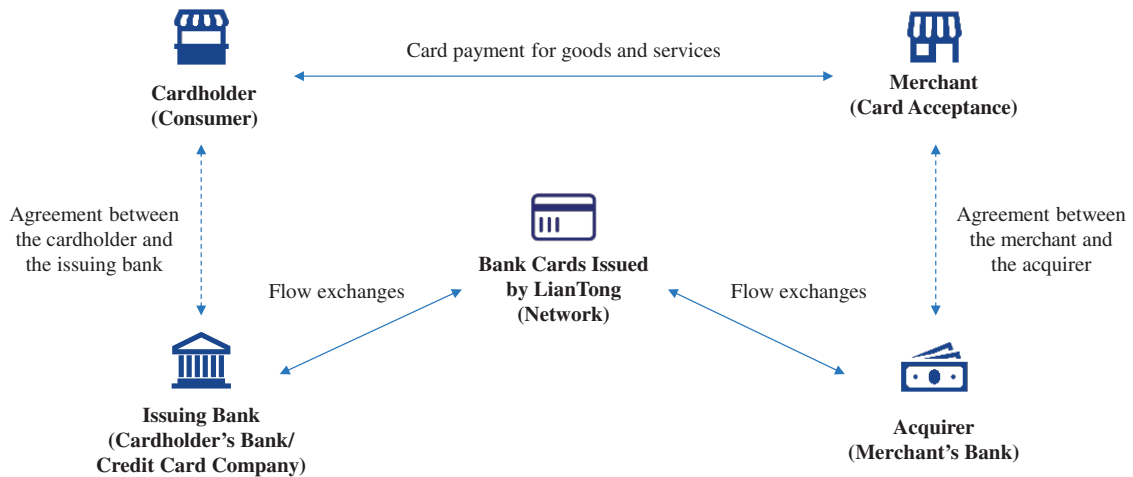 Card payment for goods and services
Cardholder
(Consumer)
Merchant
(Card Acceptance)
Agreement between
the cardholder and
the issuing bank
Agreement between
the merchant and
the acquirer
Bank Cards Issued
by LianTong
(Network)
Flow exchanges
Flow exchanges
Issuing Bank
(Cardholder’s Bank/
Credit Card Company)
Acquirer
(Merchant’s Bank)